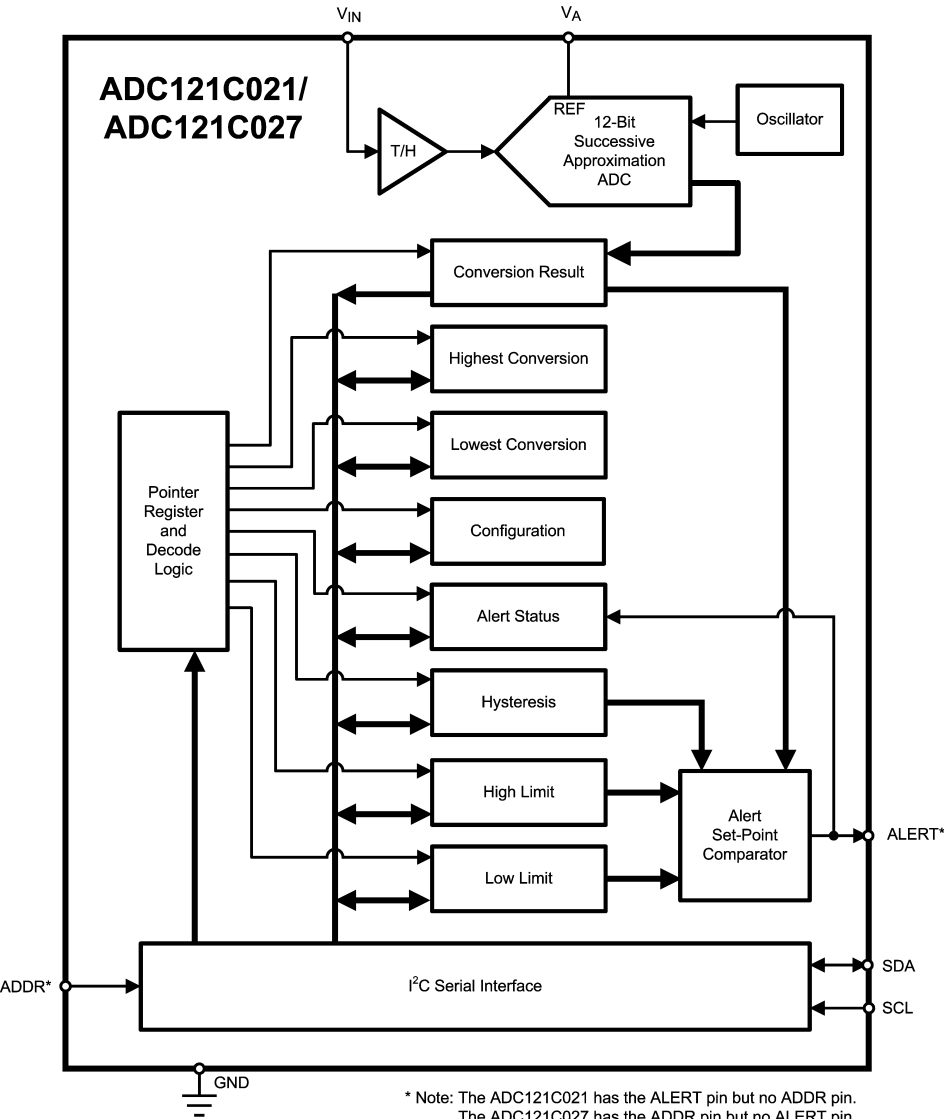 VIN
VA
ADC121C021/
ADC121C027
REF
12-Bit
Successive
Approximation
ADC
Oscillator
T/H
Conversion Result
Highest Conversion
Lowest Conversion
Pointer
Register
and
Decode
Logic
Configuration
Alert Status
Hysteresis
High Limit
Alert
Set-Point
Comparator
ALERT*
Low Limit
ADDR*
I2C Serial Interface
SDA
SCL
GND
* Note: The ADC121C021 has the ALERT pin but no ADDR pin.
The ADC121C027 has the ADDR pin but no ALERT pin.